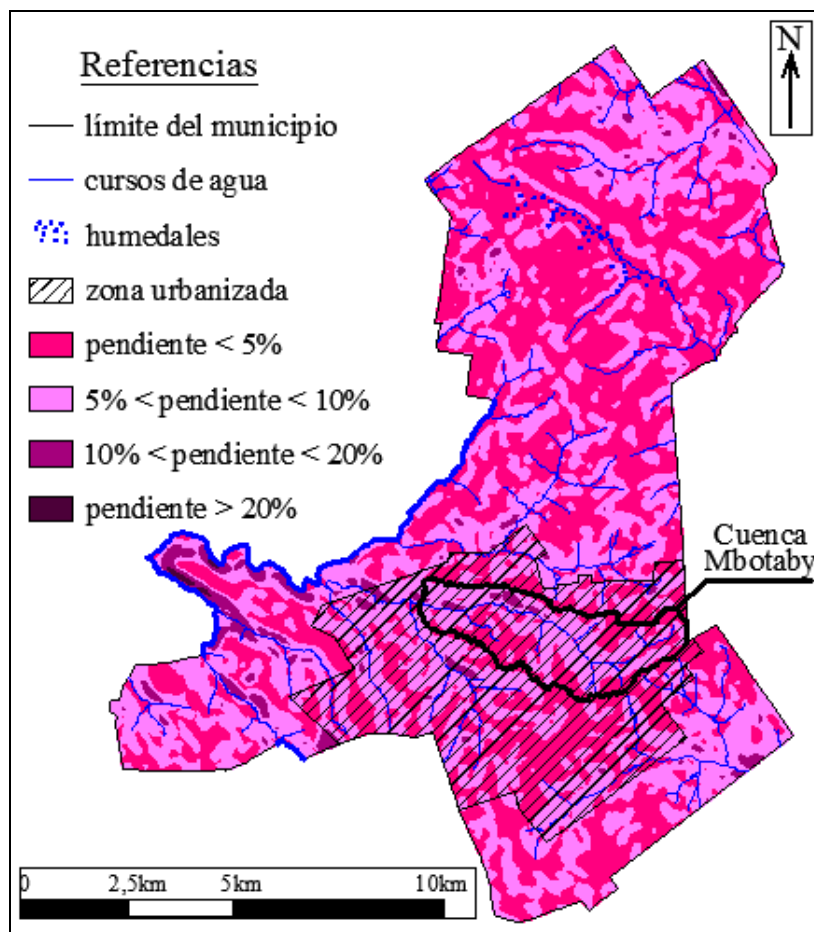 Referencias
límite del municipio
cursos de agua
humedales
zona urbanizada
pendiente < 5%
5% < pendiente < 10%
10% < pendiente < 20%
pendiente > 20%
N
Cuenca
Mbotaby
0 2,5km 5km 10km